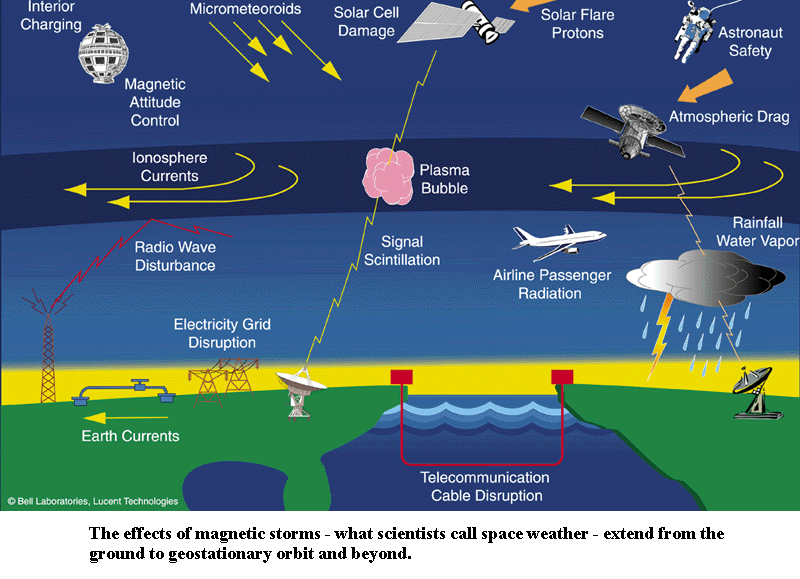 Interior
Charging
Micrometeoroids
Solar Cell
Damage
Solar Flare
Protons
Astronaut
Safety
Magnetic
Attitude
Control
Atmospheric Drag
Ionosphere
Currents
Plasma
Bubble
Rainfall
Water Vapor
Radio Wave
Disturbance
Signal
Scintillation
Airline Passenger
Radiation
Electricity Grid
Disruption
Earth Currents
Telecommunication
Cable Disruption
© Bell Laboratories, Lucent Technologies
The effects of magnetic storms - what scientists call space weather - extend from the
ground to geostationary orbit and beyond.